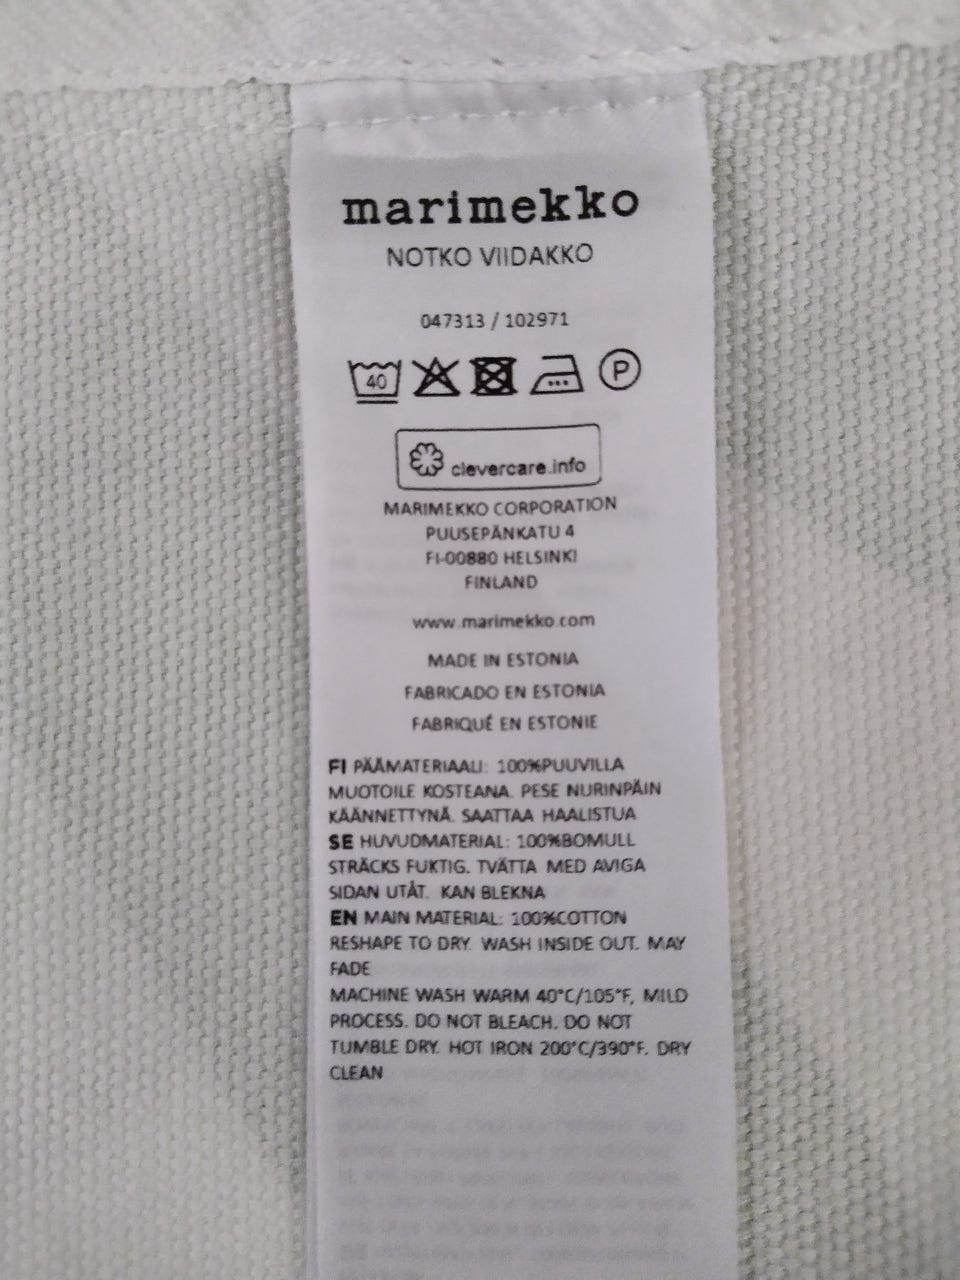 marimekko
NOTKO VIIDAKKO
047313 / 102971
40
P
clevercare.info
MARIMEKKO CORPORATION
PUUSEPÄNKATU 4
FI-00880 HELSINKI
FINLAND
www.marimekko.com
MADE IN ESTONIA
FABRICADO EN ESTONIA
FABRIQUÉ EN ESTONIE
FI PÄÄMATERIAALI: 100%PUUVILLA
MUOTOILE KOSTEANA. PESE NURINPÄIN
KÄÄNNETTYNÄ. SAATTAA HAALISTUA
SE HUVUDMATERIAL: 100%BOMULL
STRÄCKS FUKTIG. TVÄTTA MED AVIGA
SIDAN UTÅT. KAN BLEKNA
EN MAIN MATERIAL: 100%COTTON
RESHAPE TO DRY. WASH INSIDE OUT. MAY
FADE
MACHINE WASH WARM 40°C/105°F, MILD
PROCESS. DO NOT BLEACH. DO NOT
TUMBLE DRY. HOT IRON 200°C/390°F. DRY
CLEAN